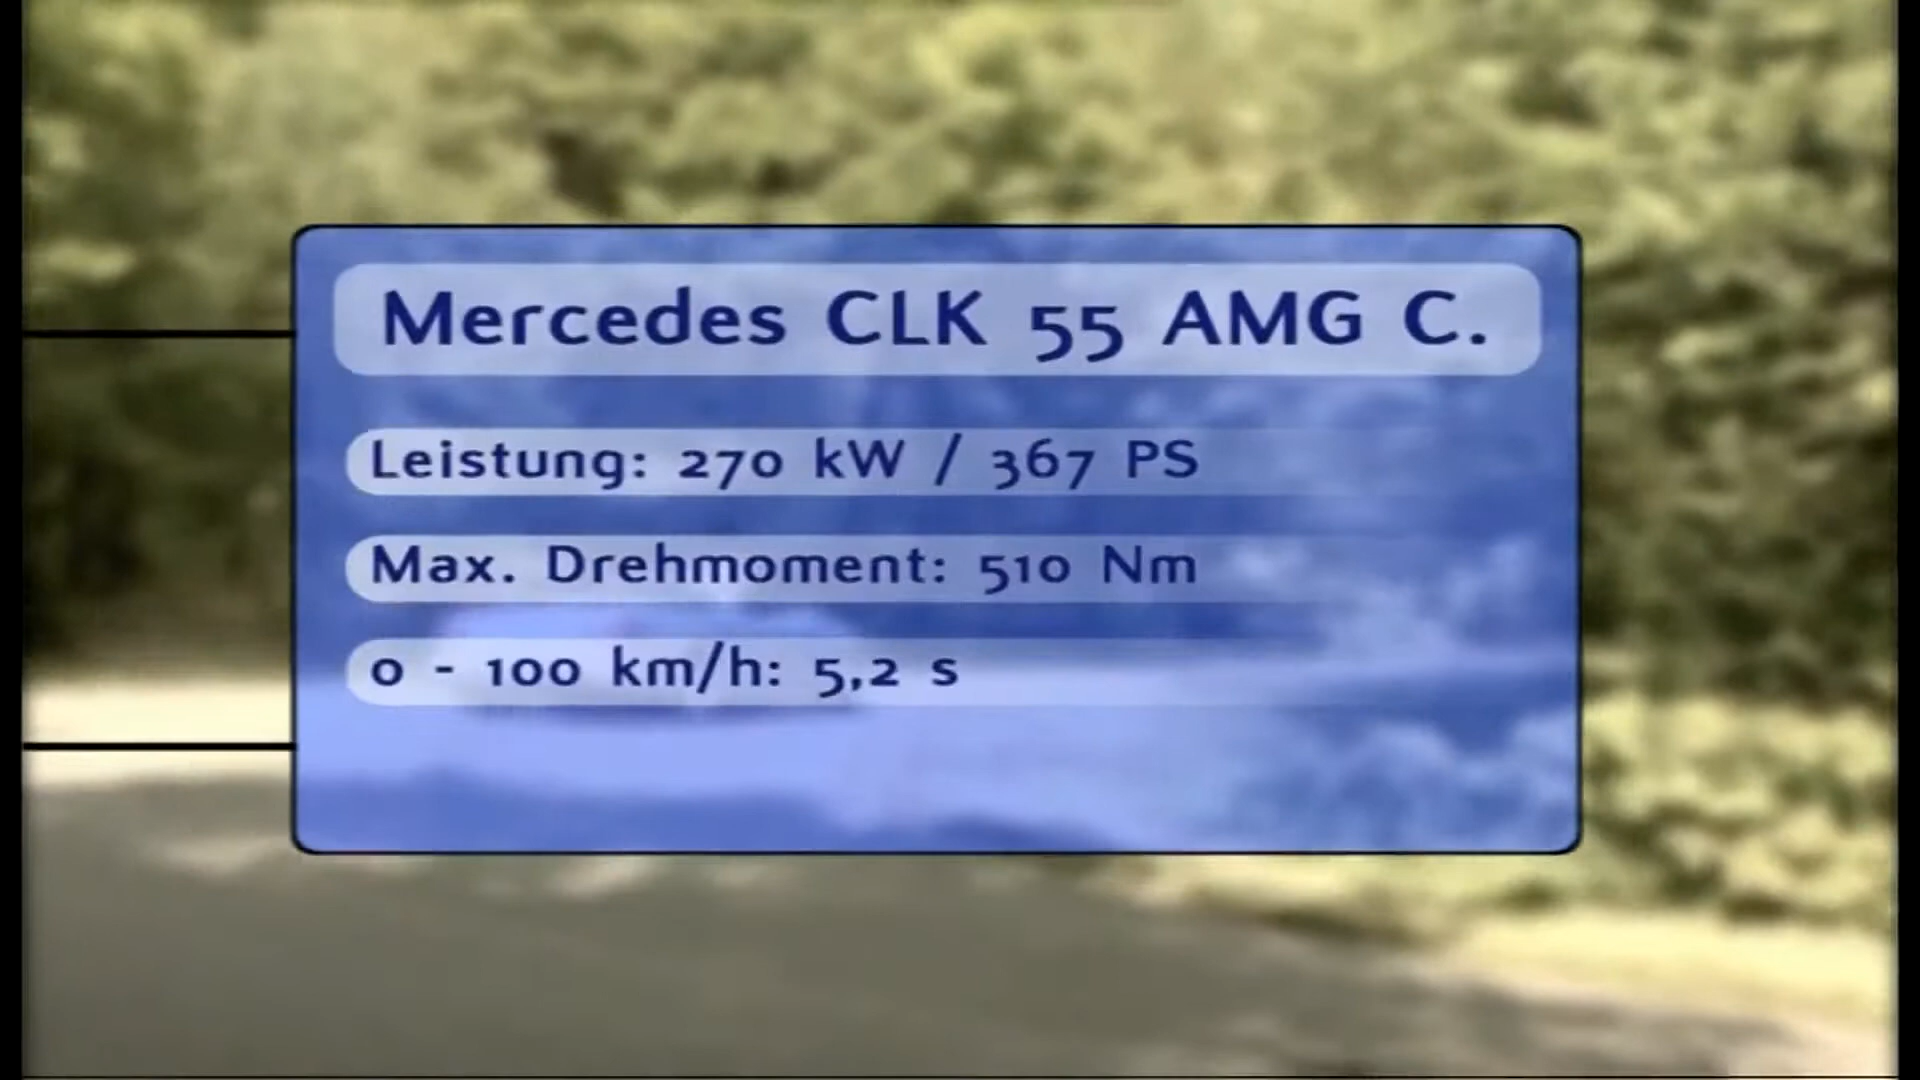 Mercedes CLK 55 AMG C.
Leistung: 270 kW / 367 PS
Max. Drehmoment: 510 Nm
0 - 100 km/h: 5,2 s